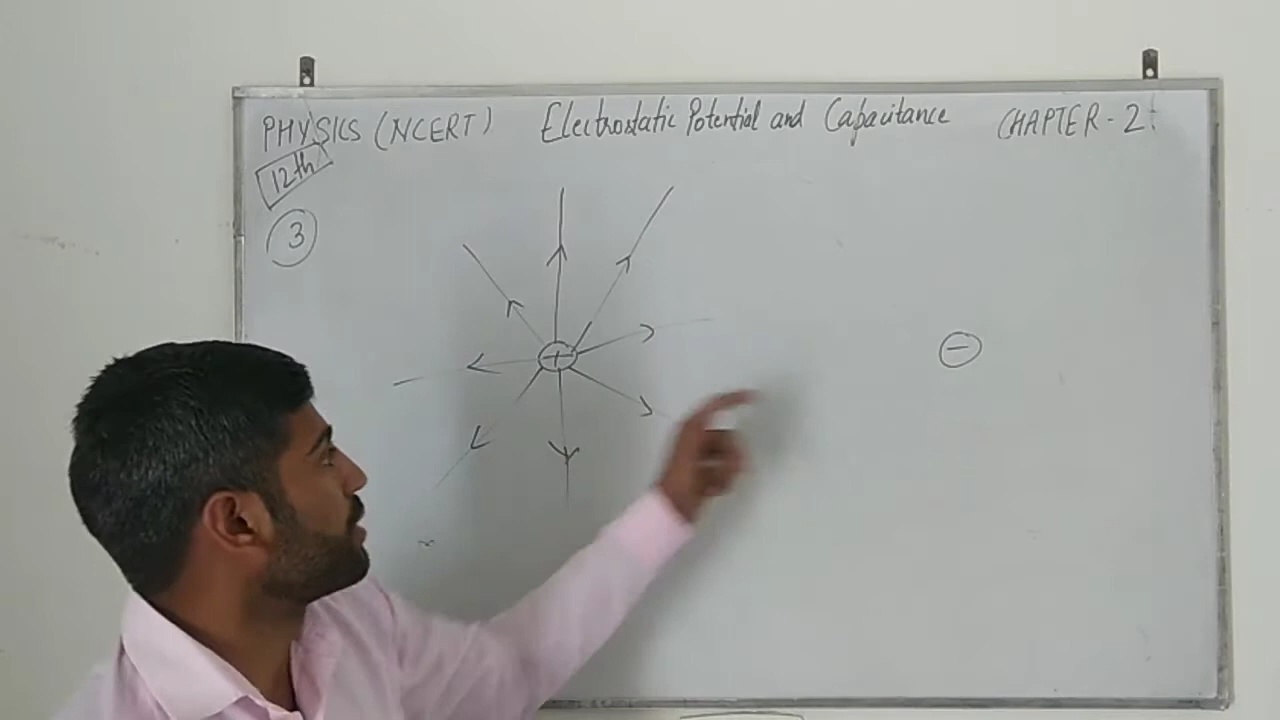 PHYSICS (NCERT) Electrostatic Potential and Capacitance CHAPTER - 2:
12th
3
+
-